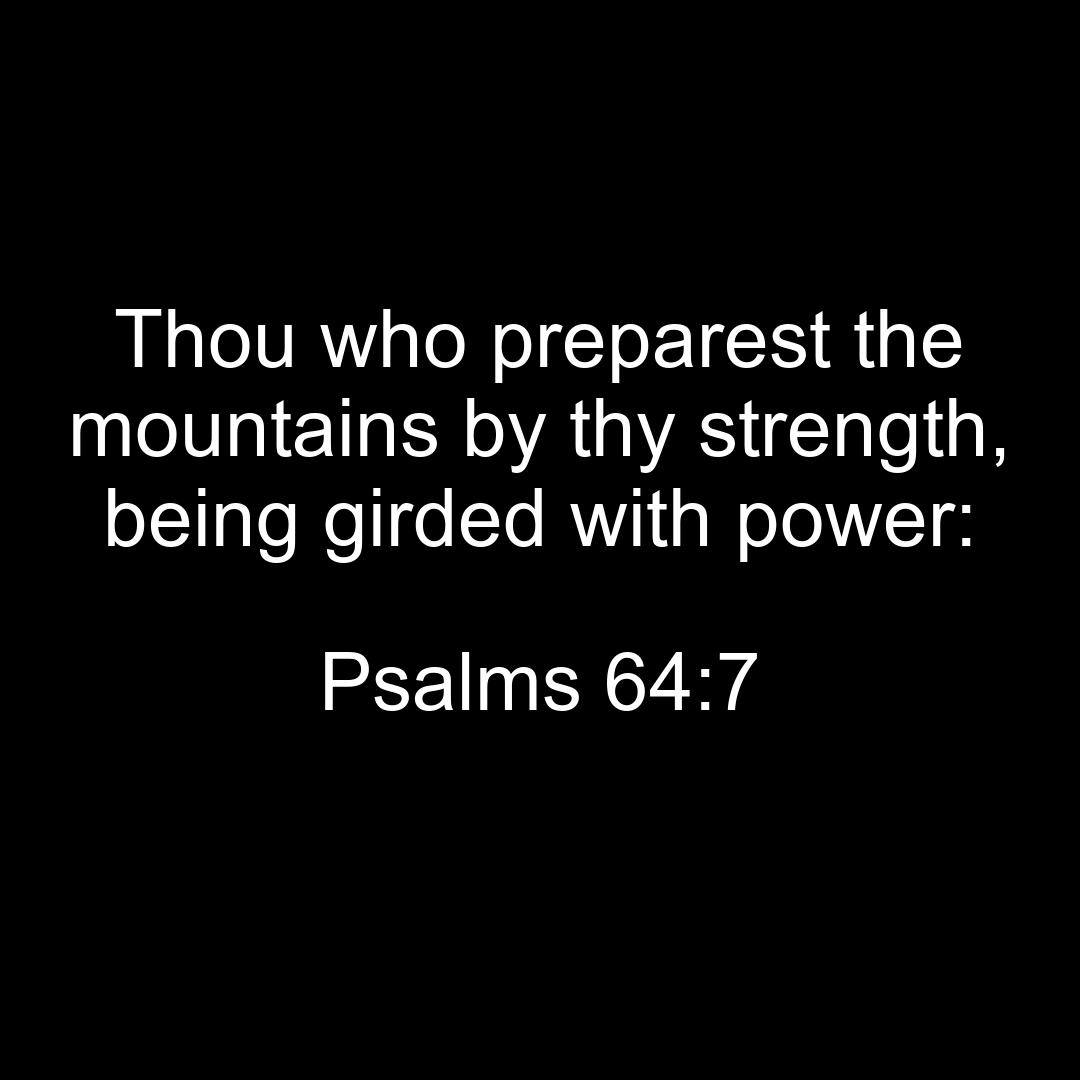 Thou who preparest the
mountains by thy strength,
being girded with power:
Psalms 64:7